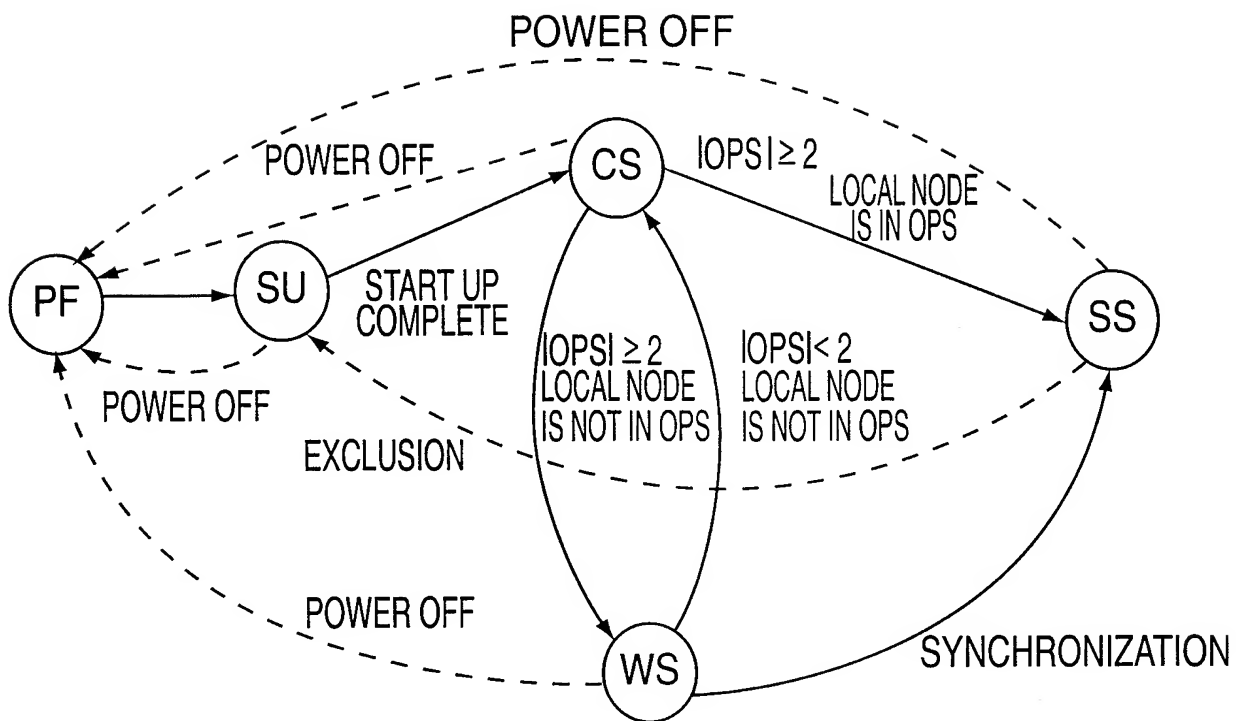 POWER OFF
POWER OFF
CS
|OPS| ≥ 2
LOCAL NODE
IS IN OPS
PF
SU
START UP
COMPLETE
SS
|OPS| ≥ 2
LOCAL NODE
IS NOT IN OPS
|OPS| < 2
LOCAL NODE
IS NOT IN OPS
POWER OFF
EXCLUSION
POWER OFF
WS
SYNCHRONIZATION